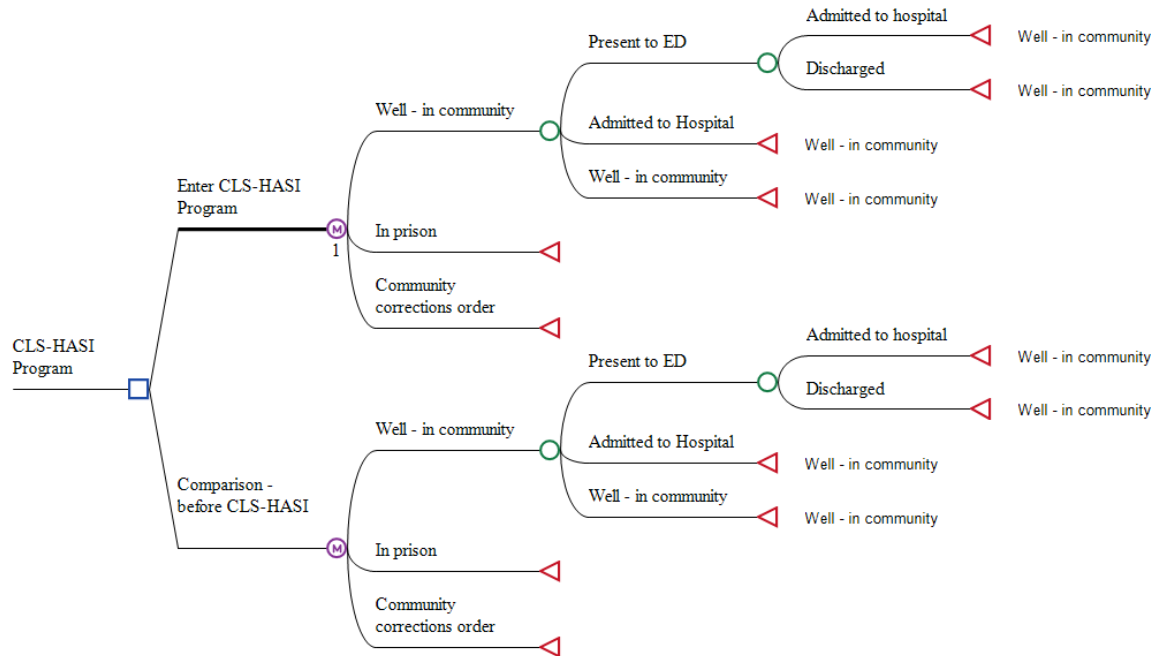 Admitted to hospital
Well - in community
Present to ED
Discharged
Well - in community
Well - in community
Admitted to Hospital
Well - in community
Enter CLS-HASI
Program
Well - in community
Well - in community
M
1
In prison
Community
corrections order
CLS-HASI
Program
Admitted to hospital
Well - in community
Present to ED
Discharged
Well - in community
Well - in community
Admitted to Hospital
Well - in community
Comparison -
before CLS-HASI
Well - in community
Well - in community
M
In prison
Community
corrections order